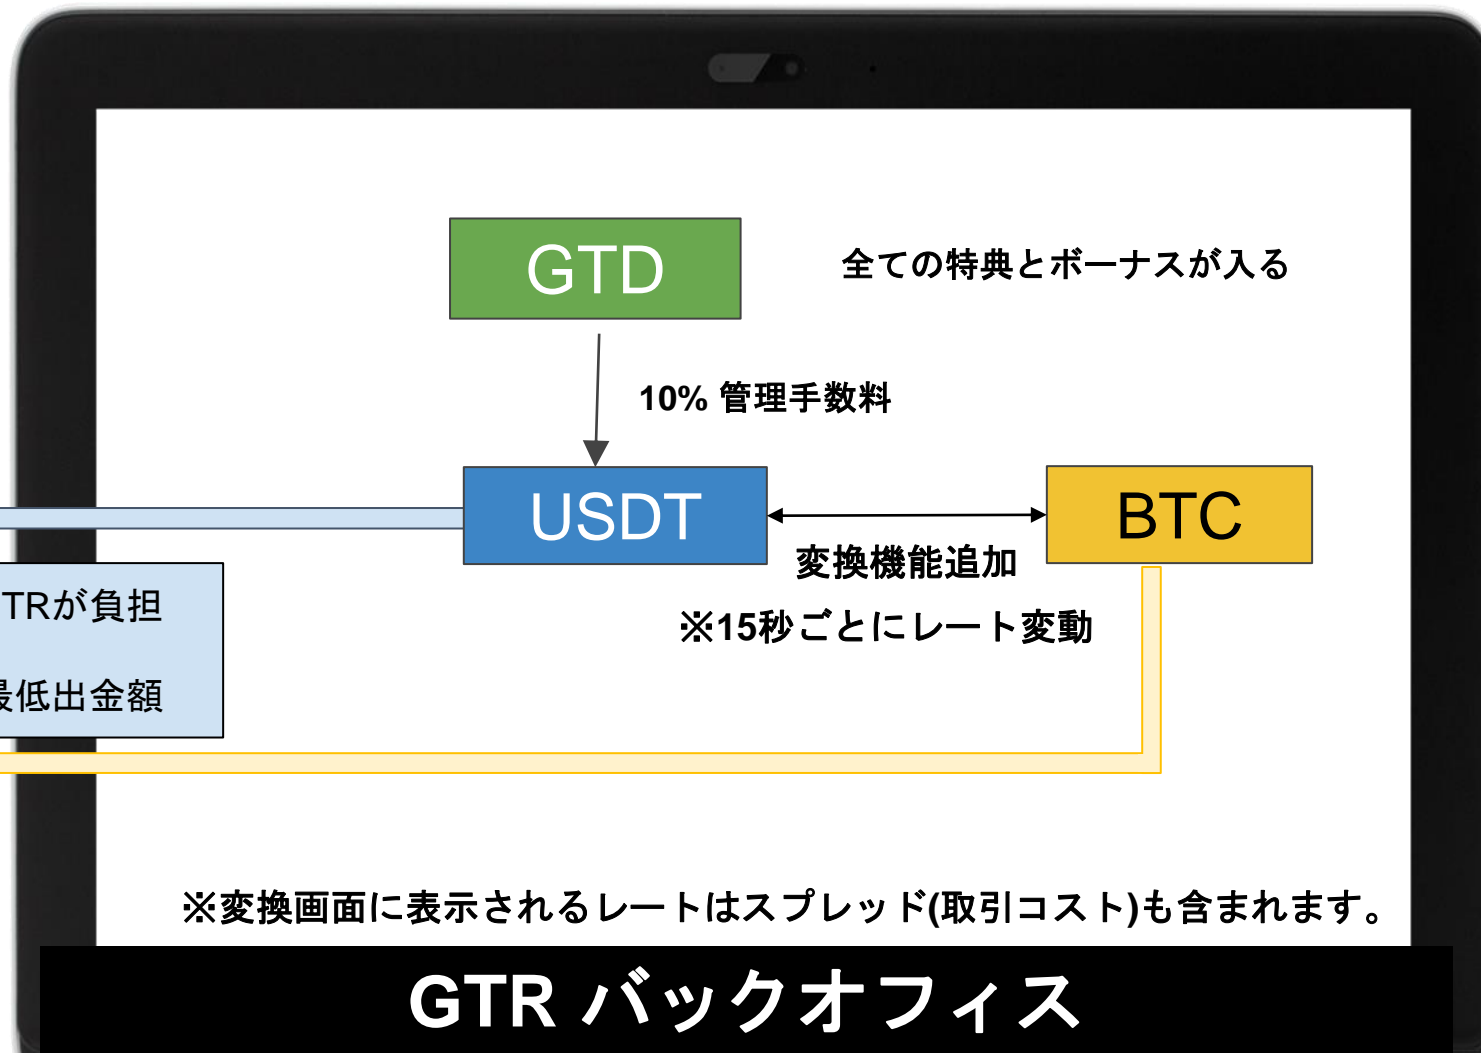 GTD
全ての特典とボーナスが入る
10% 管理手数料
USDT
BTC
変換機能追加
TRが負担
※15秒ごとにレート変動
最低出金額
※変換画面に表示されるレートはスプレッド(取引コスト)も含まれます。
GTR バックオフィス